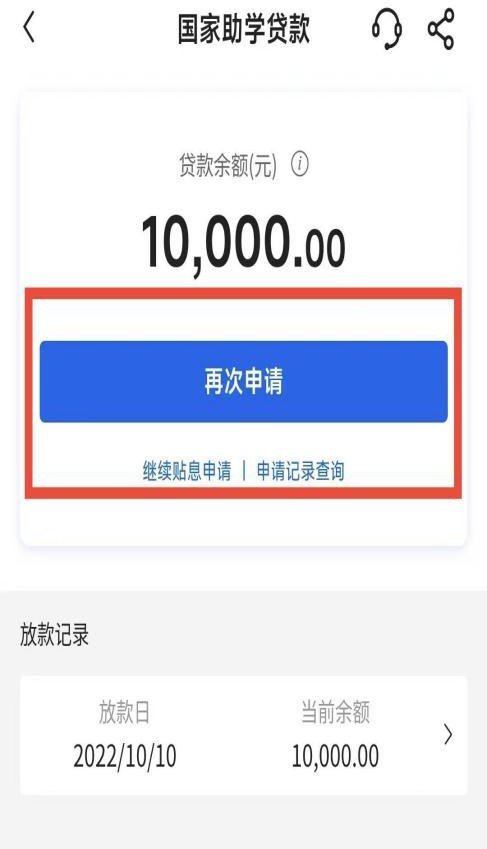 国家助学贷款
贷款余额(元)
10,000.00
再次申请
继续贴息申请 | 申请记录查询
放款记录
放款日 当前余额
2022/10/10 10,000.00